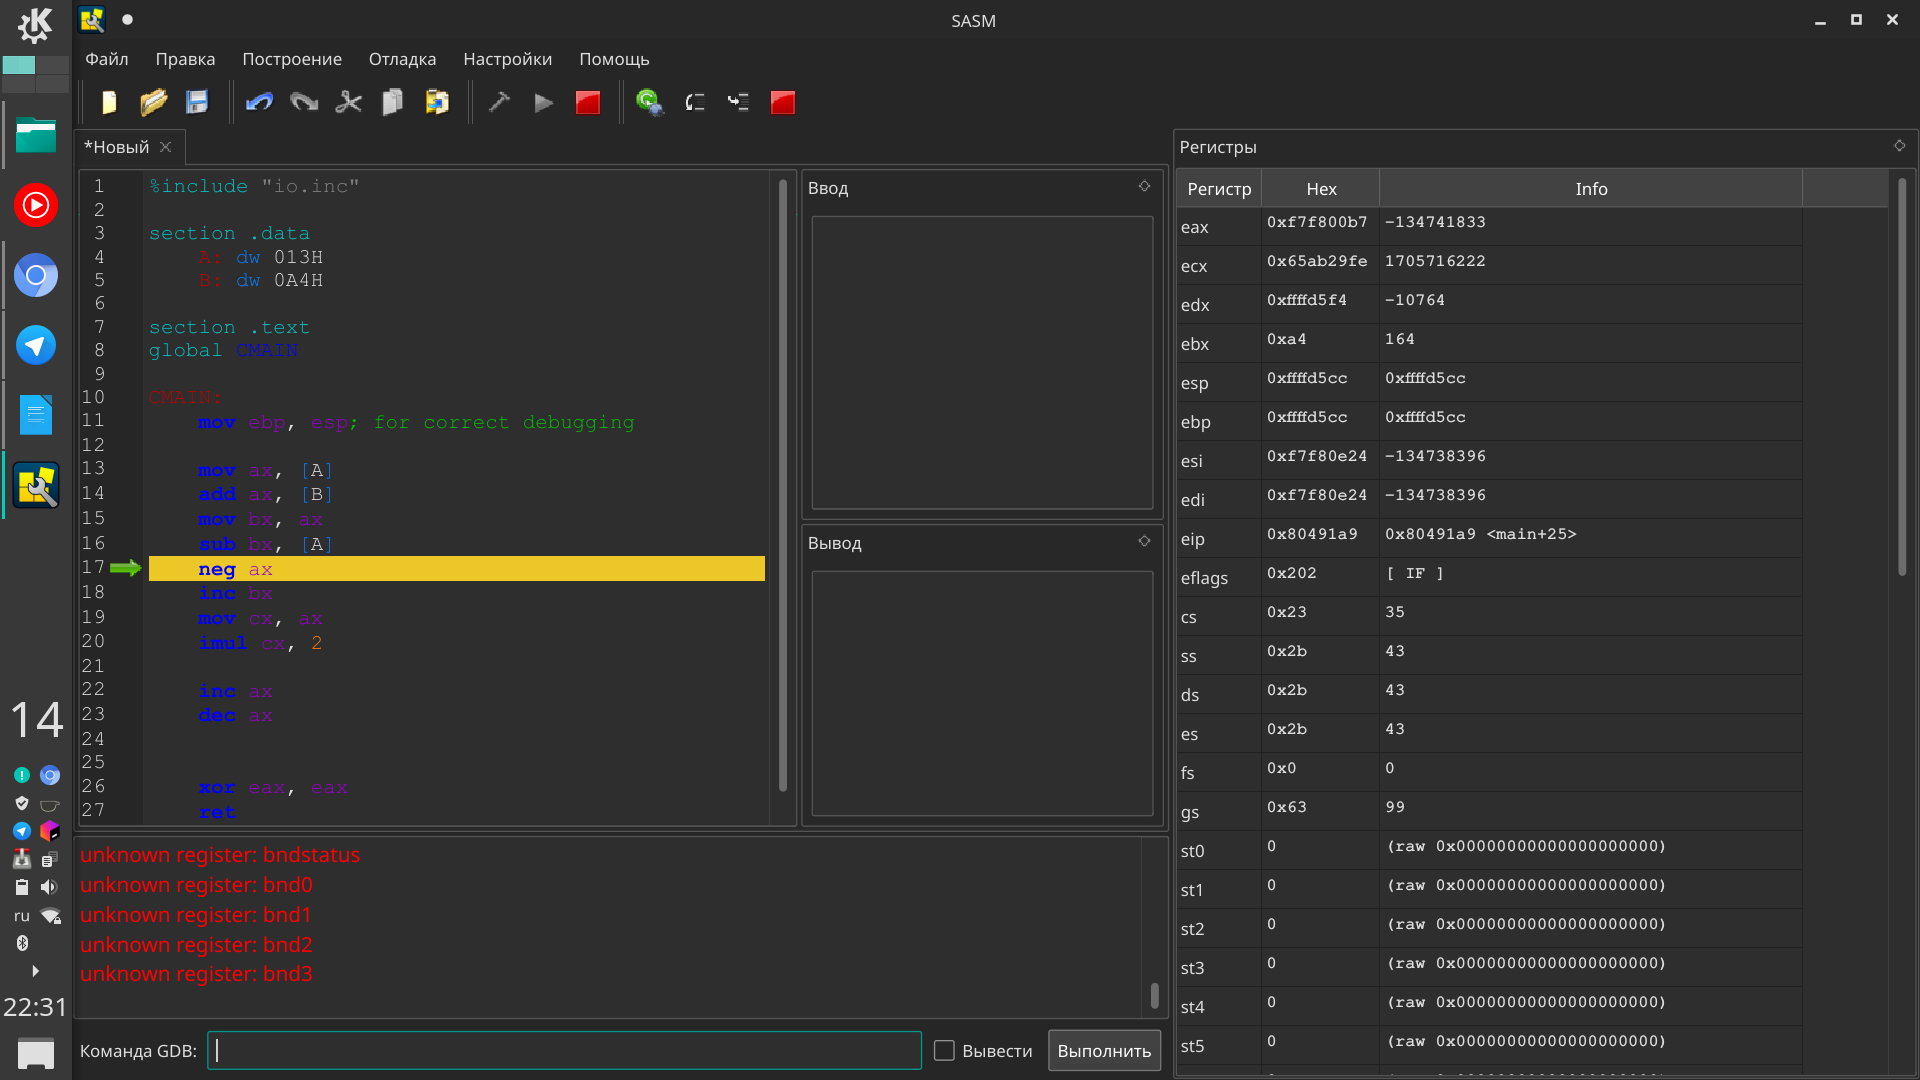 SASM
Файл Правка Построение Отладка Настройки Помощь
*Новый
1 %include "io.inc"
2
3 section .data
4 A: dw 013H
5 B: dw 0A4H
6
7 section .text
8 global CMAIN
9
10 CMAIN:
11 mov ebp, esp; for correct debugging
12
13 mov ax, [A]
14 add ax, [B]
15 mov bx, ax
16 sub bx, [A]
17 neg ax
18 inc bx
19 mov cx, ax
20 imul cx, 2
21
22 inc ax
23 dec ax
24
25
26 xor eax, eax
27 ret
Ввод
Вывод
unknown register: bndstatus
unknown register: bnd0
unknown register: bnd1
unknown register: bnd2
unknown register: bnd3
Команда GDB: Вывести Выполнить
Регистры
Регистр Hex Info
eax 0xf7f800b7 -134741833
ecx 0x65ab29fe 1705716222
edx 0xffffd5f4 -10764
ebx 0xa4 164
esp 0xffffd5cc 0xffffd5cc
ebp 0xffffd5cc 0xffffd5cc
esi 0xf7f80e24 -134738396
edi 0xf7f80e24 -134738396
eip 0x80491a9 0x80491a9 <main+25>
eflags 0x202 [ IF ]
cs 0x23 35
ss 0x2b 43
ds 0x2b 43
es 0x2b 43
fs 0x0 0
gs 0x63 99
st0 0 (raw 0x00000000000000000000)
st1 0 (raw 0x00000000000000000000)
st2 0 (raw 0x00000000000000000000)
st3 0 (raw 0x00000000000000000000)
st4 0 (raw 0x00000000000000000000)
st5 0 (raw 0x00000000000000000000)
14
ru
22:31